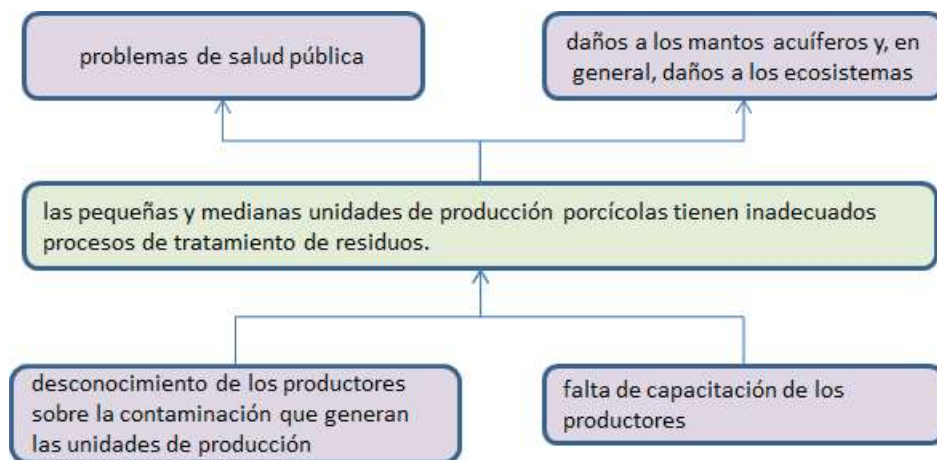 problemas de salud pública
daños a los mantos acuíferos y, en
general, daños a los ecosistemas
las pequeñas y medianas unidades de producción porcícolas tienen inadecuados
procesos de tratamiento de residuos.
desconocimiento de los productores
sobre la contaminación que generan
las unidades de producción
falta de capacitación de los
productores